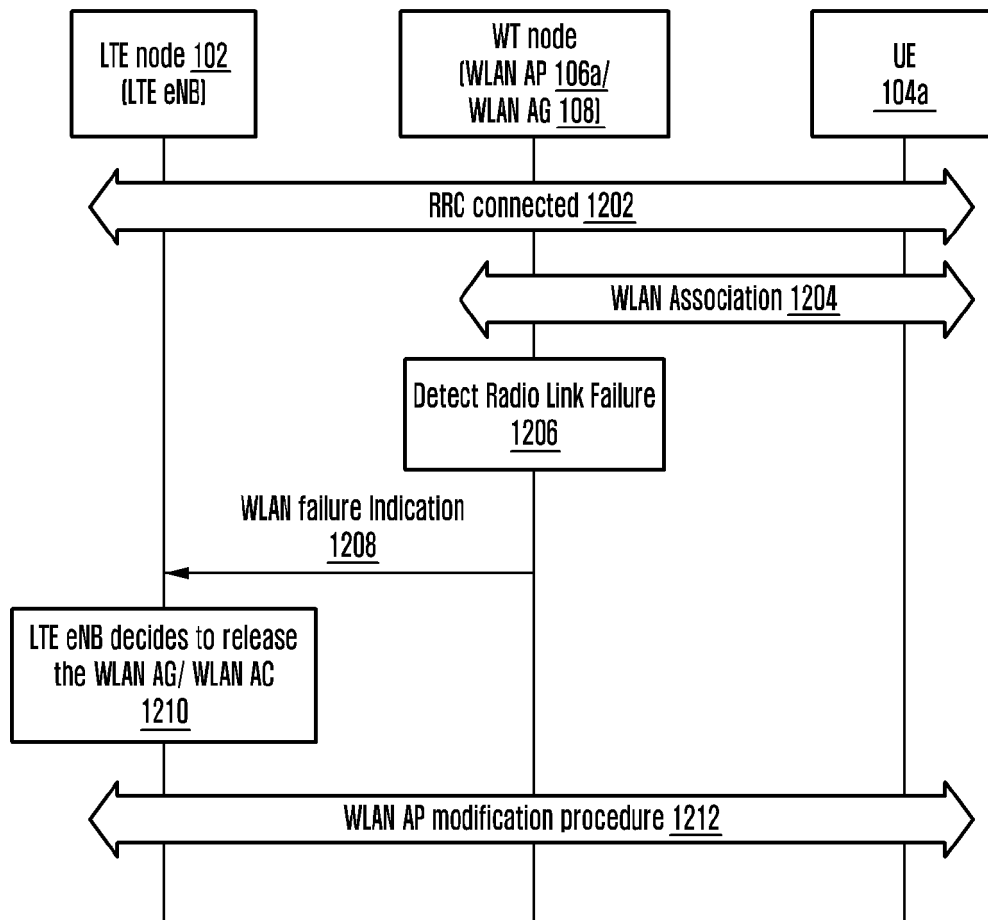 LTE node 102
(LTE eNB)
WT node
(WLAN AP 106a/
WLAN AG 108)
UE
104a
RRC connected 1202
WLAN Association 1204
Detect Radio Link Failure
1206
WLAN failure Indication
1208
LTE eNB decides to release
the WLAN AG/ WLAN AC
1210
WLAN AP modification procedure 1212